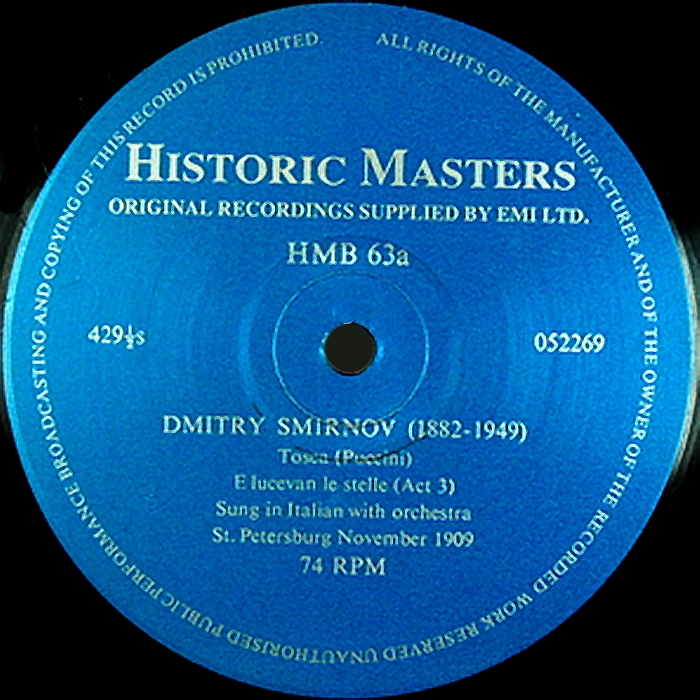 ALL RIGHTS OF THE MANUFACTURER AND OF THE OWNER OF THE RECORDED WORK RESERVED UNAUTHORISED PUBLIC PERFORMANCE BROADCASTING AND COPYING OF THIS RECORD IS PROHIBITED.
HISTORIC MASTERS
ORIGINAL RECORDINGS SUPPLIED BY EMI LTD.
HMB 63a
429½s
052269
DMITRY SMIRNOV (1882-1949)
Tosca (Puccini)
E lucevan le stelle (Act 3)
Sung in Italian with orchestra
St. Petersburg November 1909
74 RPM